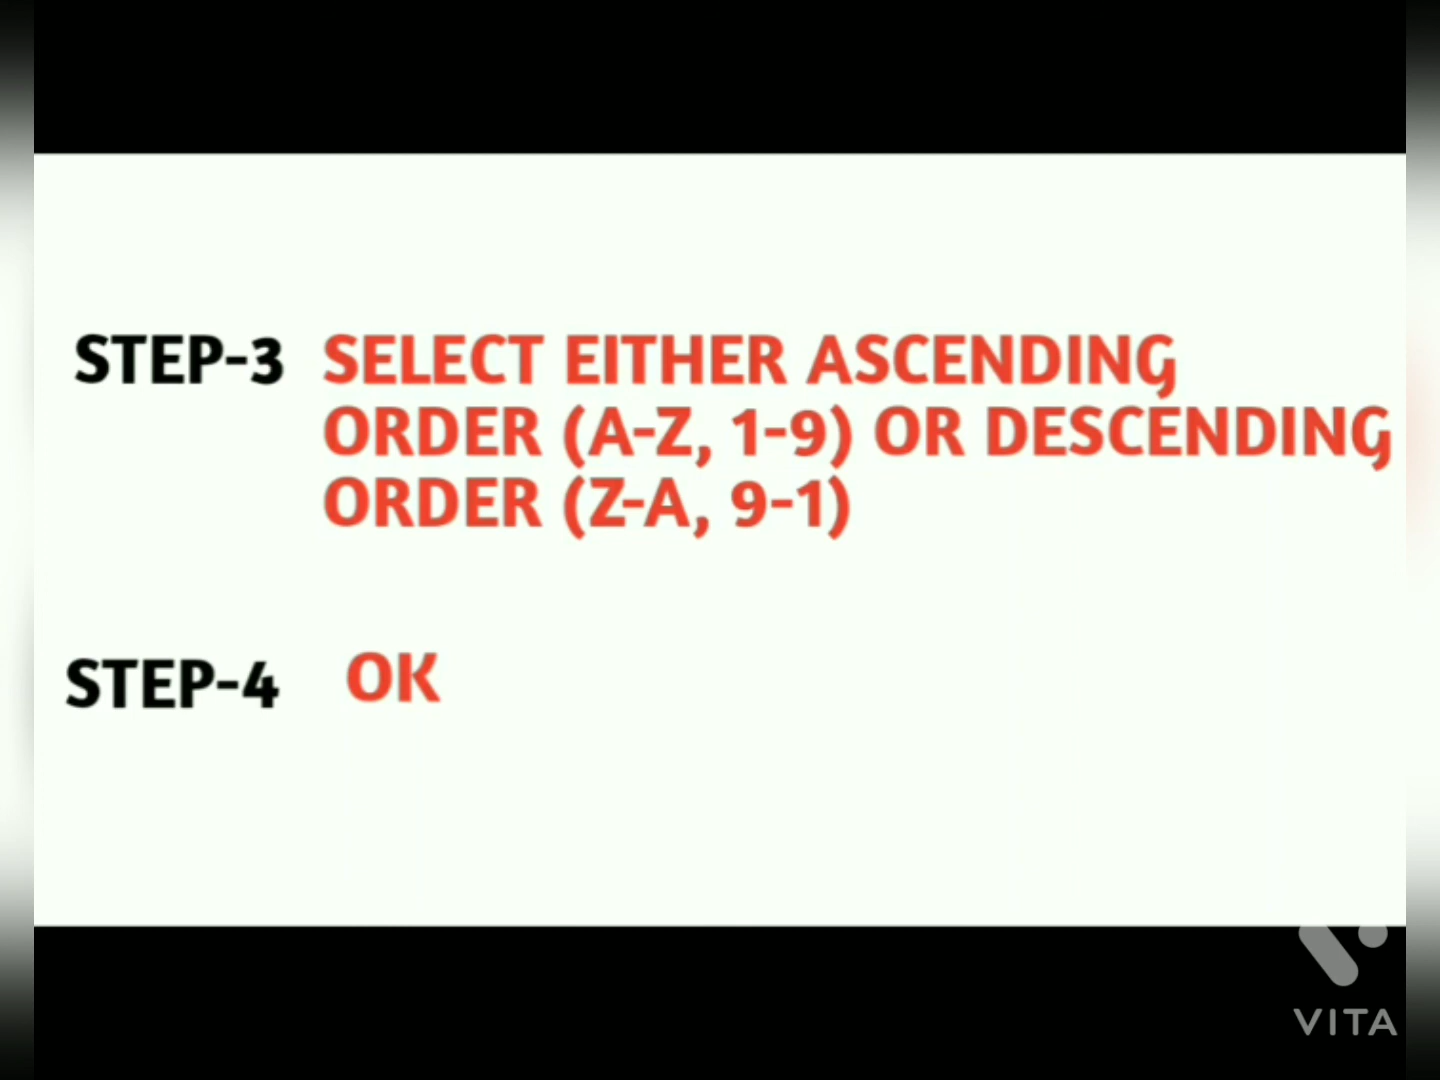 STEP-3 SELECT EITHER ASCENDING
ORDER (A-Z, 1-9) OR DESCENDING
ORDER (Z-A, 9-1)
STEP-4 OK
VITA